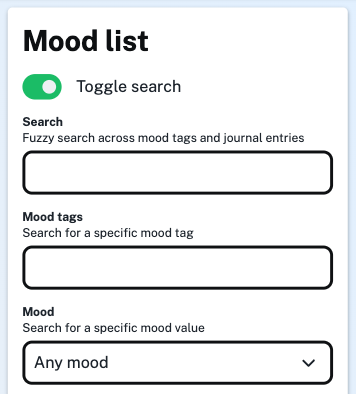 Mood list
Toggle search
Search
Fuzzy search across mood tags and journal entries
Mood tags
Search for a specific mood tag
Mood
Search for a specific mood value
Any mood